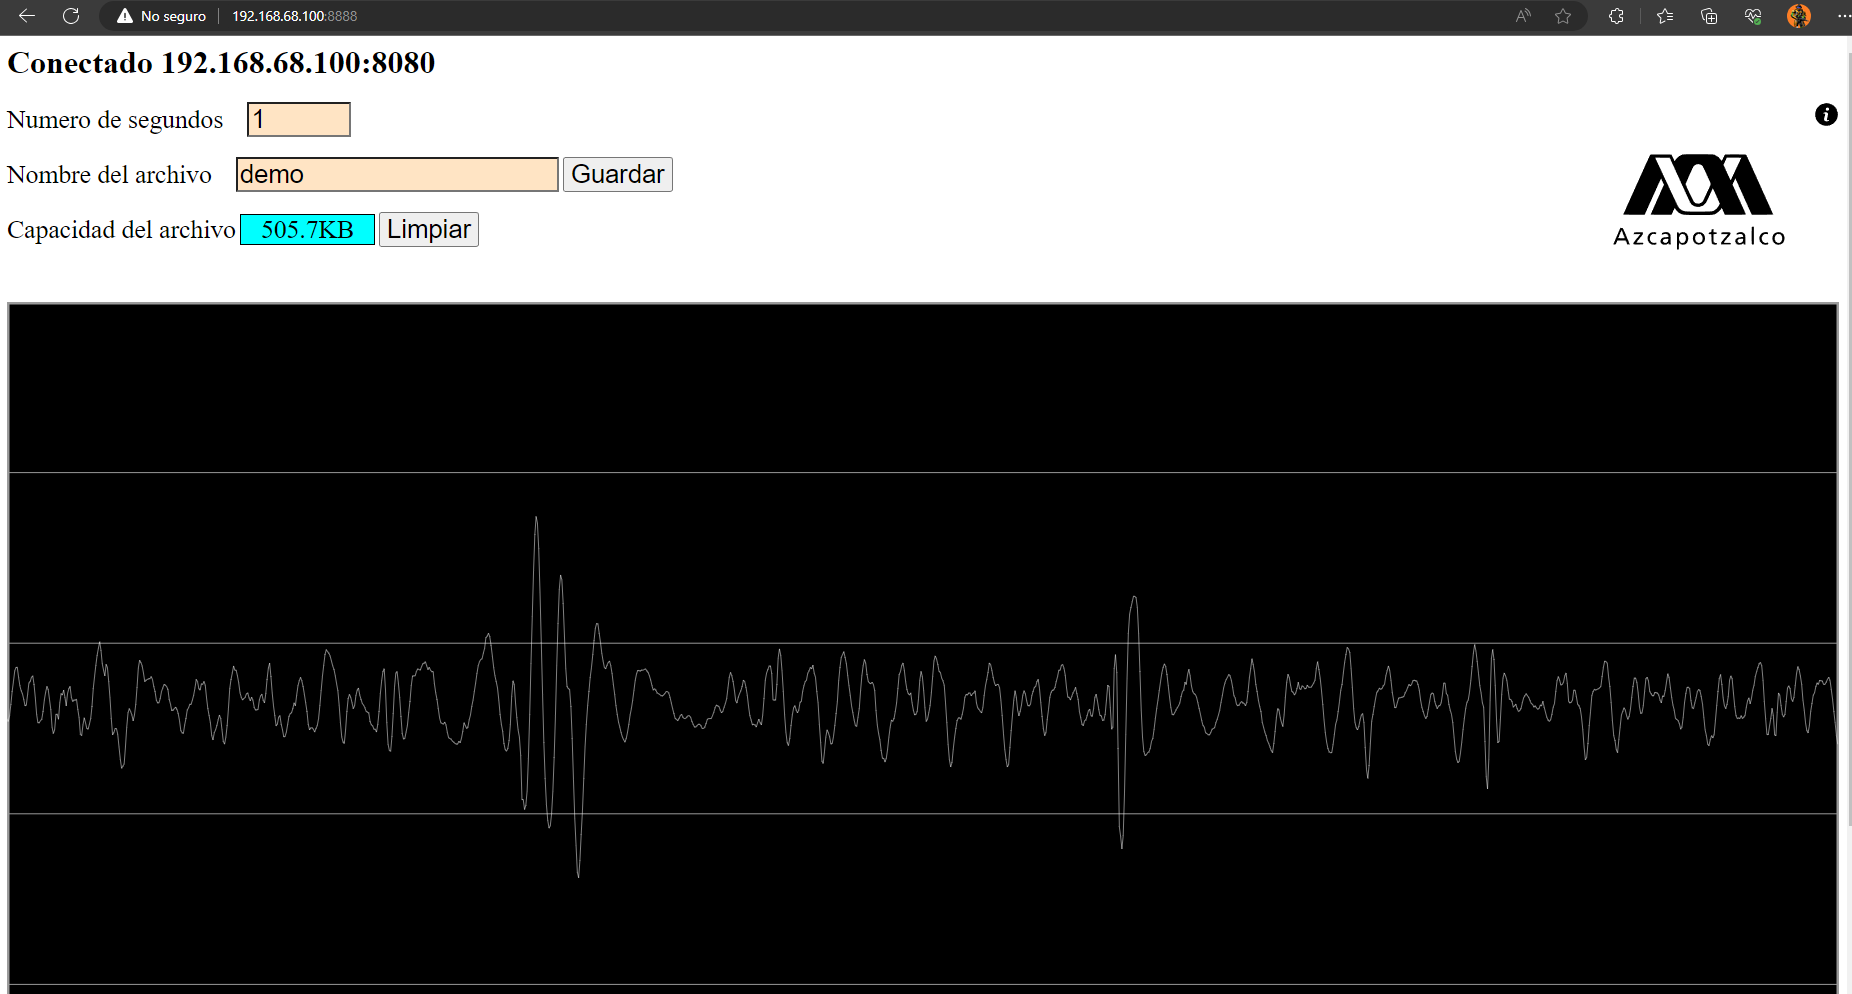 No seguro 192.168.68.100:8888
Conectado 192.168.68.100:8080
Numero de segundos 1
Nombre del archivo demo Guardar
Capacidad del archivo 505.7KB Limpiar
Azcapotzalco